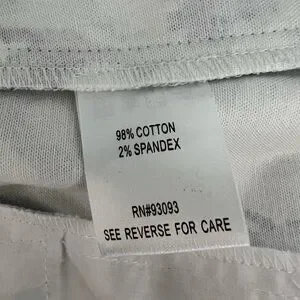 98% COTTON
2% SPANDEX
RN#93093
SEE REVERSE FOR CARE